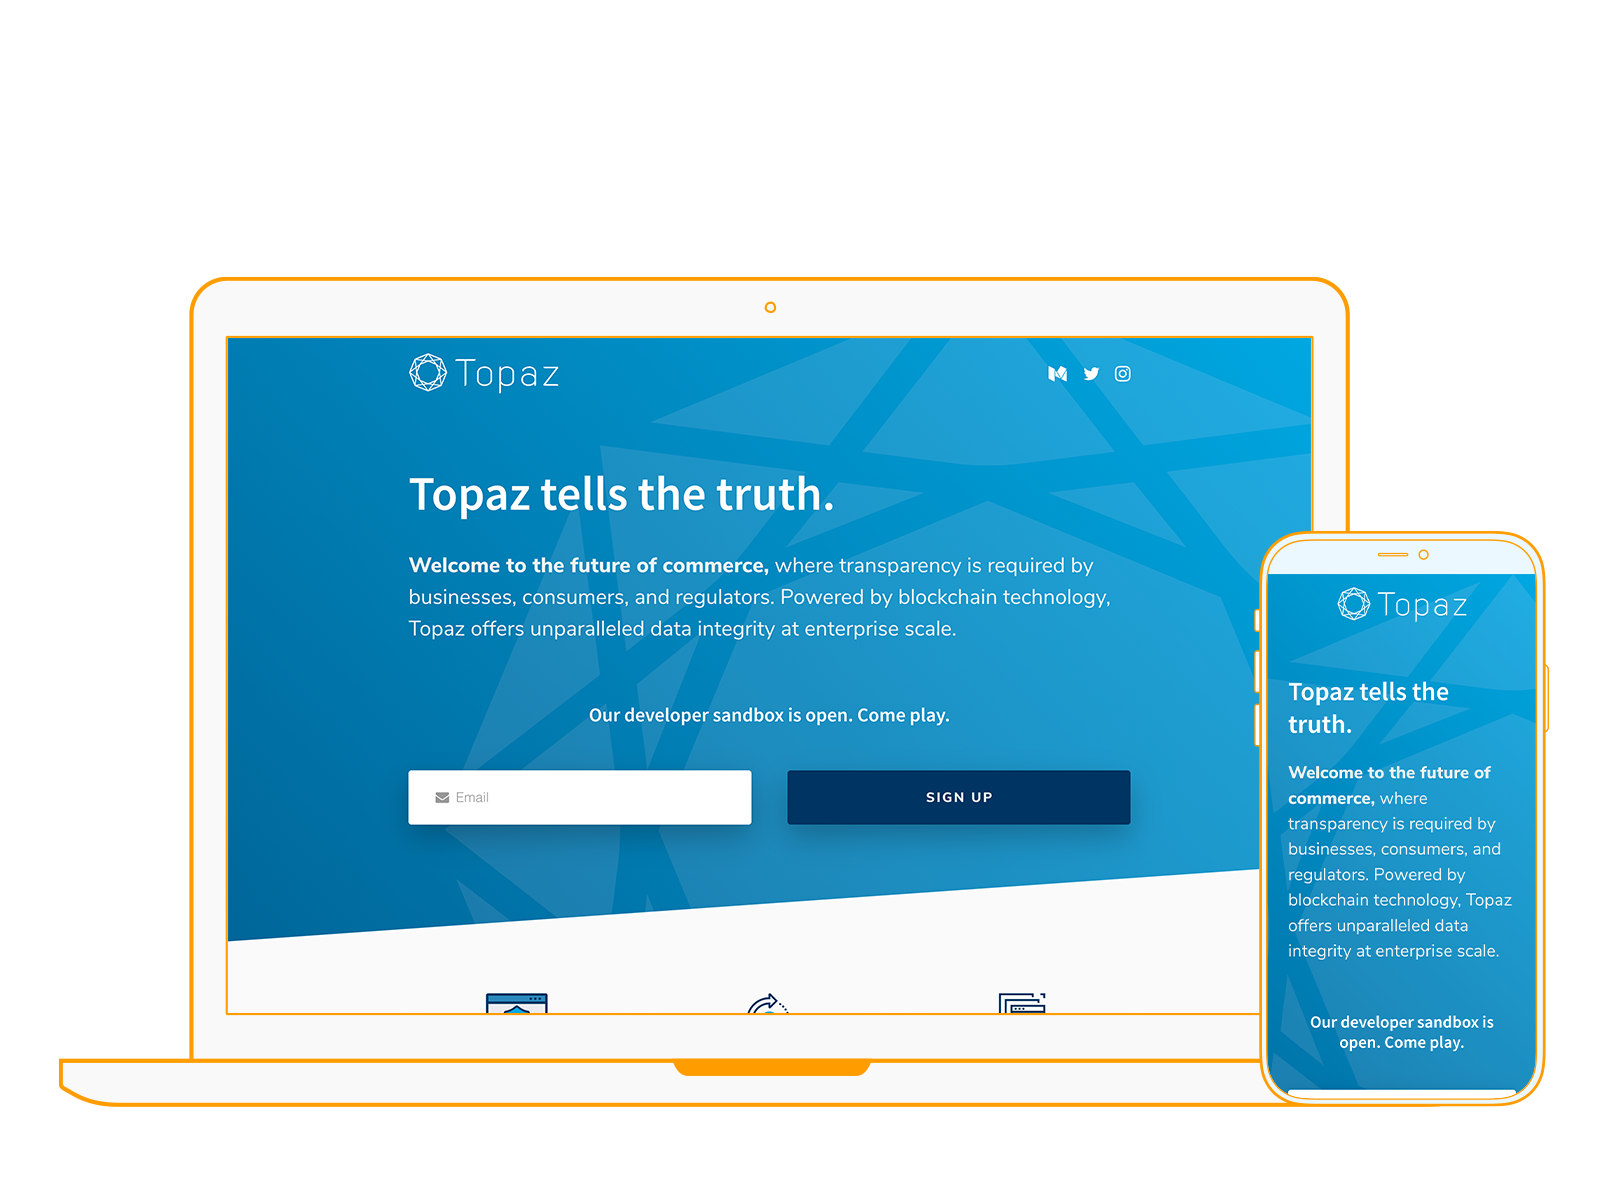 Topaz
Topaz tells the truth.
Welcome to the future of commerce, where transparency is required by
businesses, consumers, and regulators. Powered by blockchain technology,
Topaz offers unparalleled data integrity at enterprise scale.
Our developer sandbox is open. Come play.
Email
SIGN UP
Topaz
Topaz tells the
truth.
Welcome to the future of
commerce, where
transparency is required by
businesses, consumers, and
regulators. Powered by
blockchain technology, Topaz
offers unparalleled data
integrity at enterprise scale.
Our developer sandbox is
open. Come play.